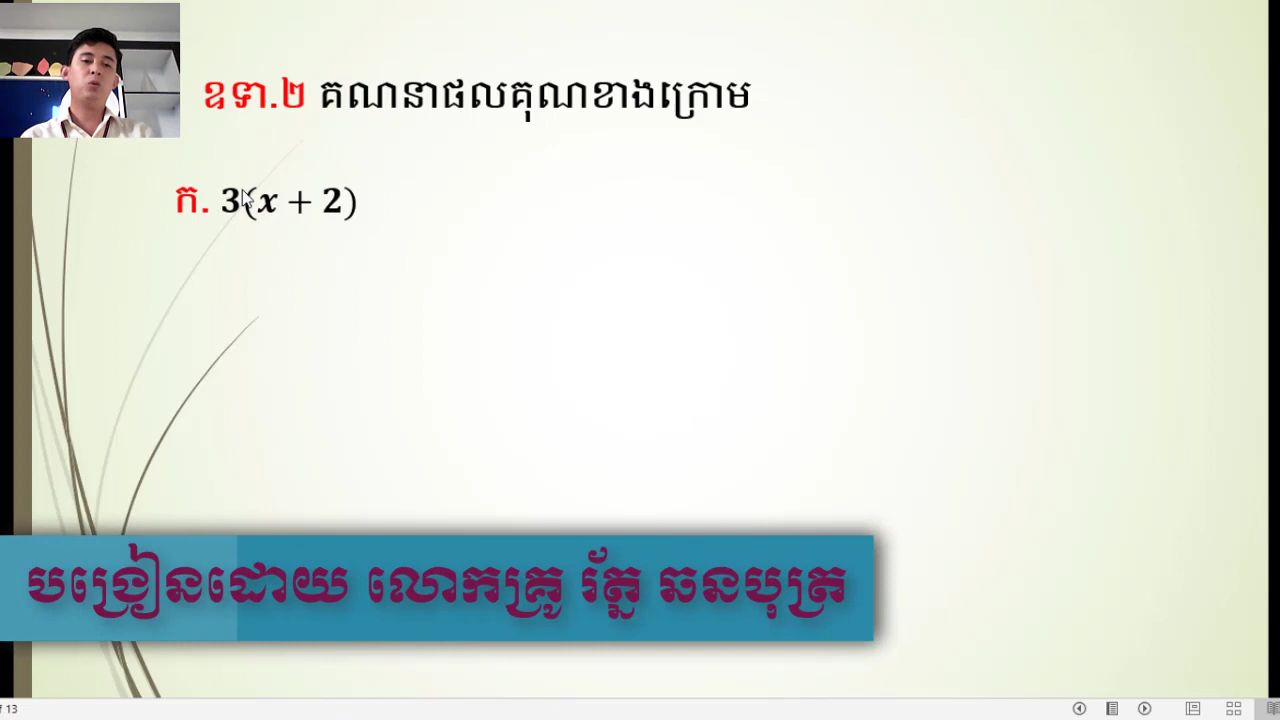 ឧទា.២ គណនាផលគុណខាងក្រោម
ក. 3(x + 2)
បង្រៀនដោយ លោកគ្រូ រ័ត្ន ឆនបុត្រ
f 13